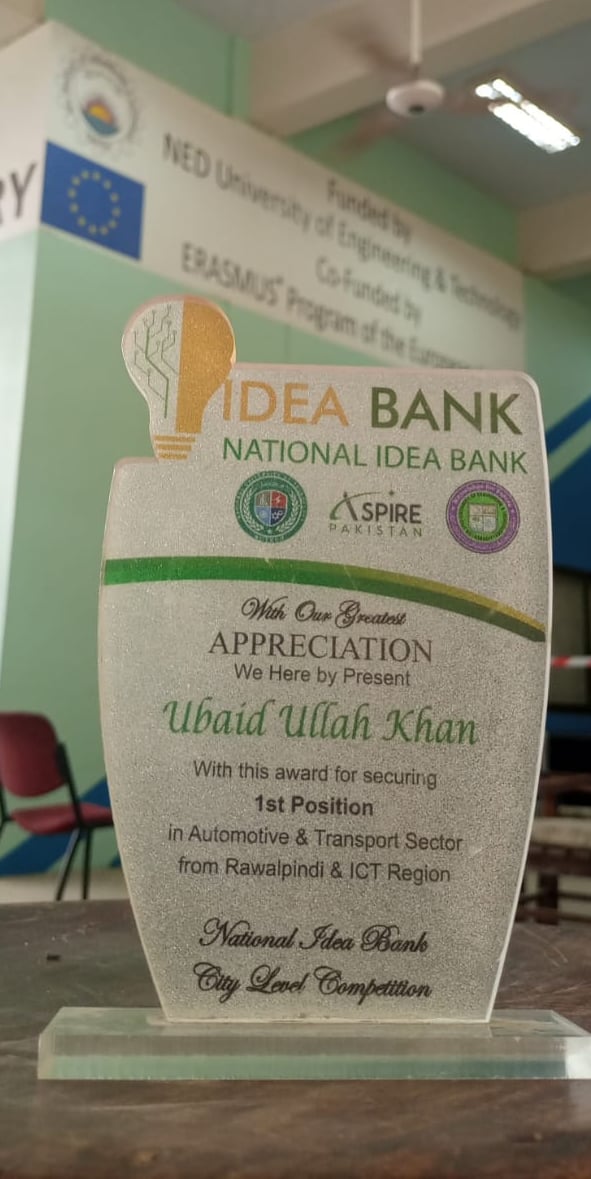 RY
Funded by
NED University of Engineering & Technology
Co-Funded by
ERASMUS+ Program of the
IDEA BANK
NATIONAL IDEA BANK
ASPIRE
PAKISTAN
With Our Greatest
APPRECIATION
We Here by Present
Ubaid Ullah Khan
With this award for securing
1st Position
in Automotive & Transport Sector
from Rawalpindi & ICT Region
National Idea Bank
City Level Competition